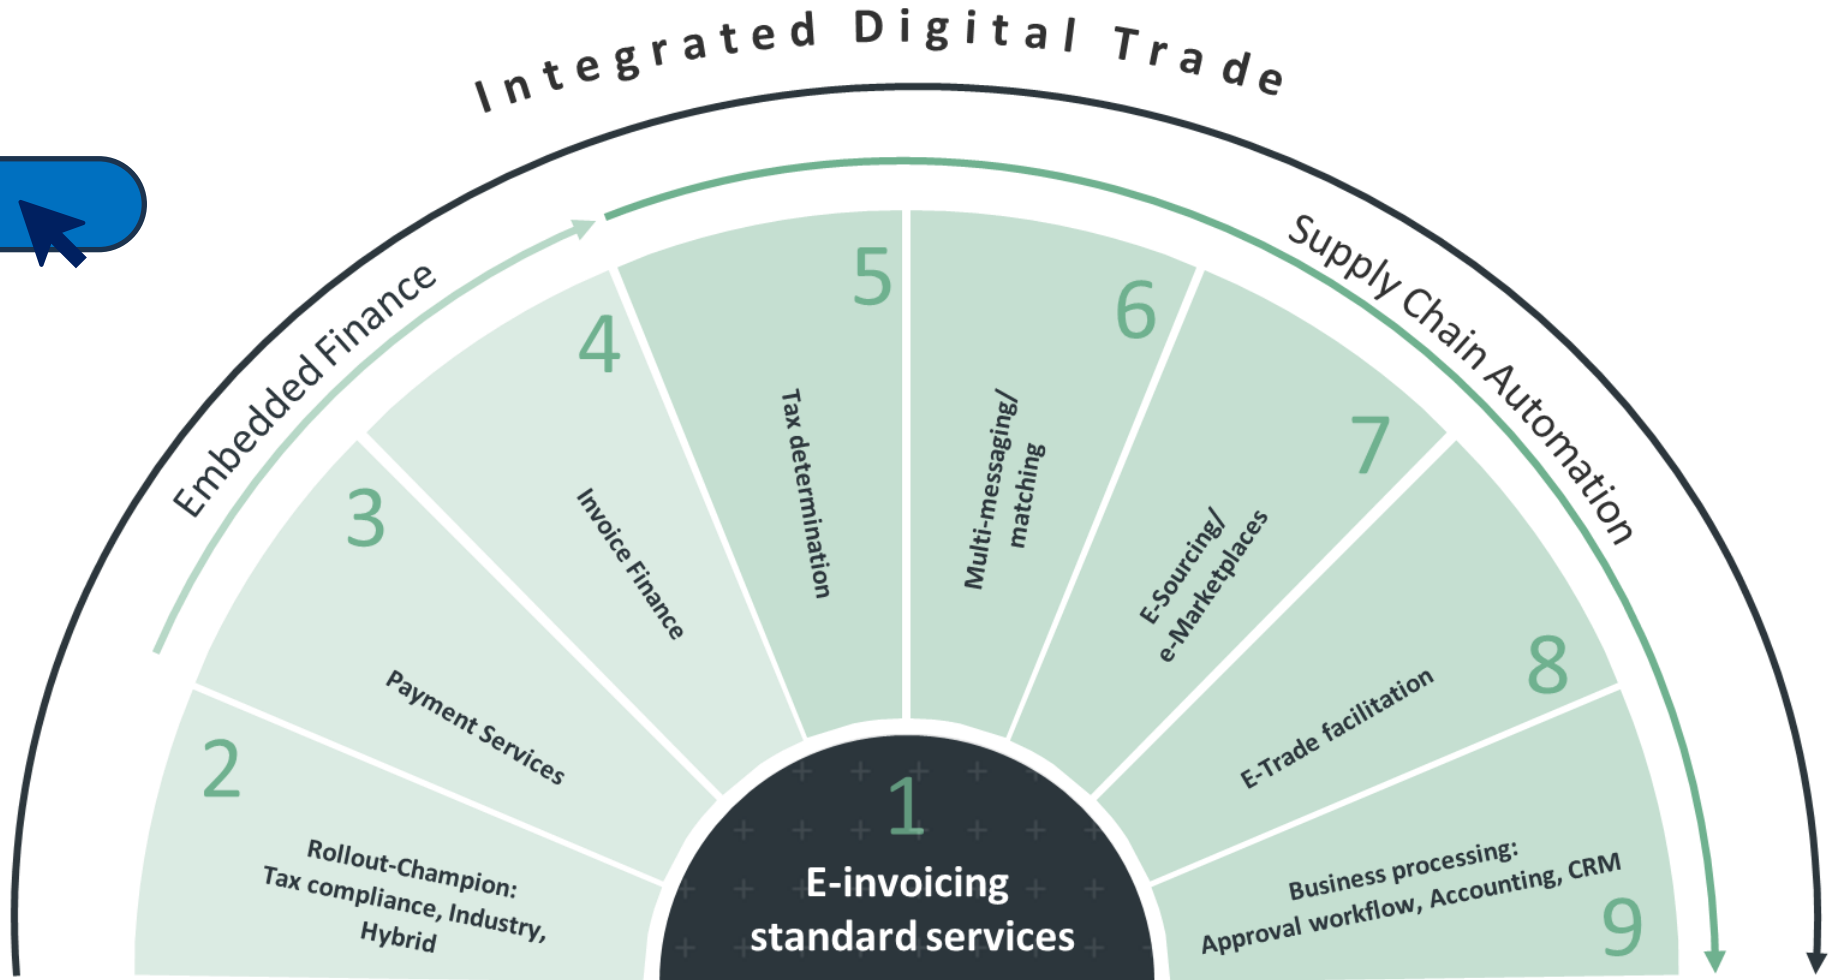 Integrated Digital Trade
Embedded Finance
Supply Chain Automation
1
E-invoicing
standard services
2
Rollout-Champion:
Tax compliance, Industry,
Hybrid
3
Payment Services
4
Invoice Finance
5
Tax determination
6
Multi-messaging/
matching
7
E-Sourcing/
e-Marketplaces
8
E-Trade facilitation
9
Business processing:
Approval workflow, Accounting, CRM